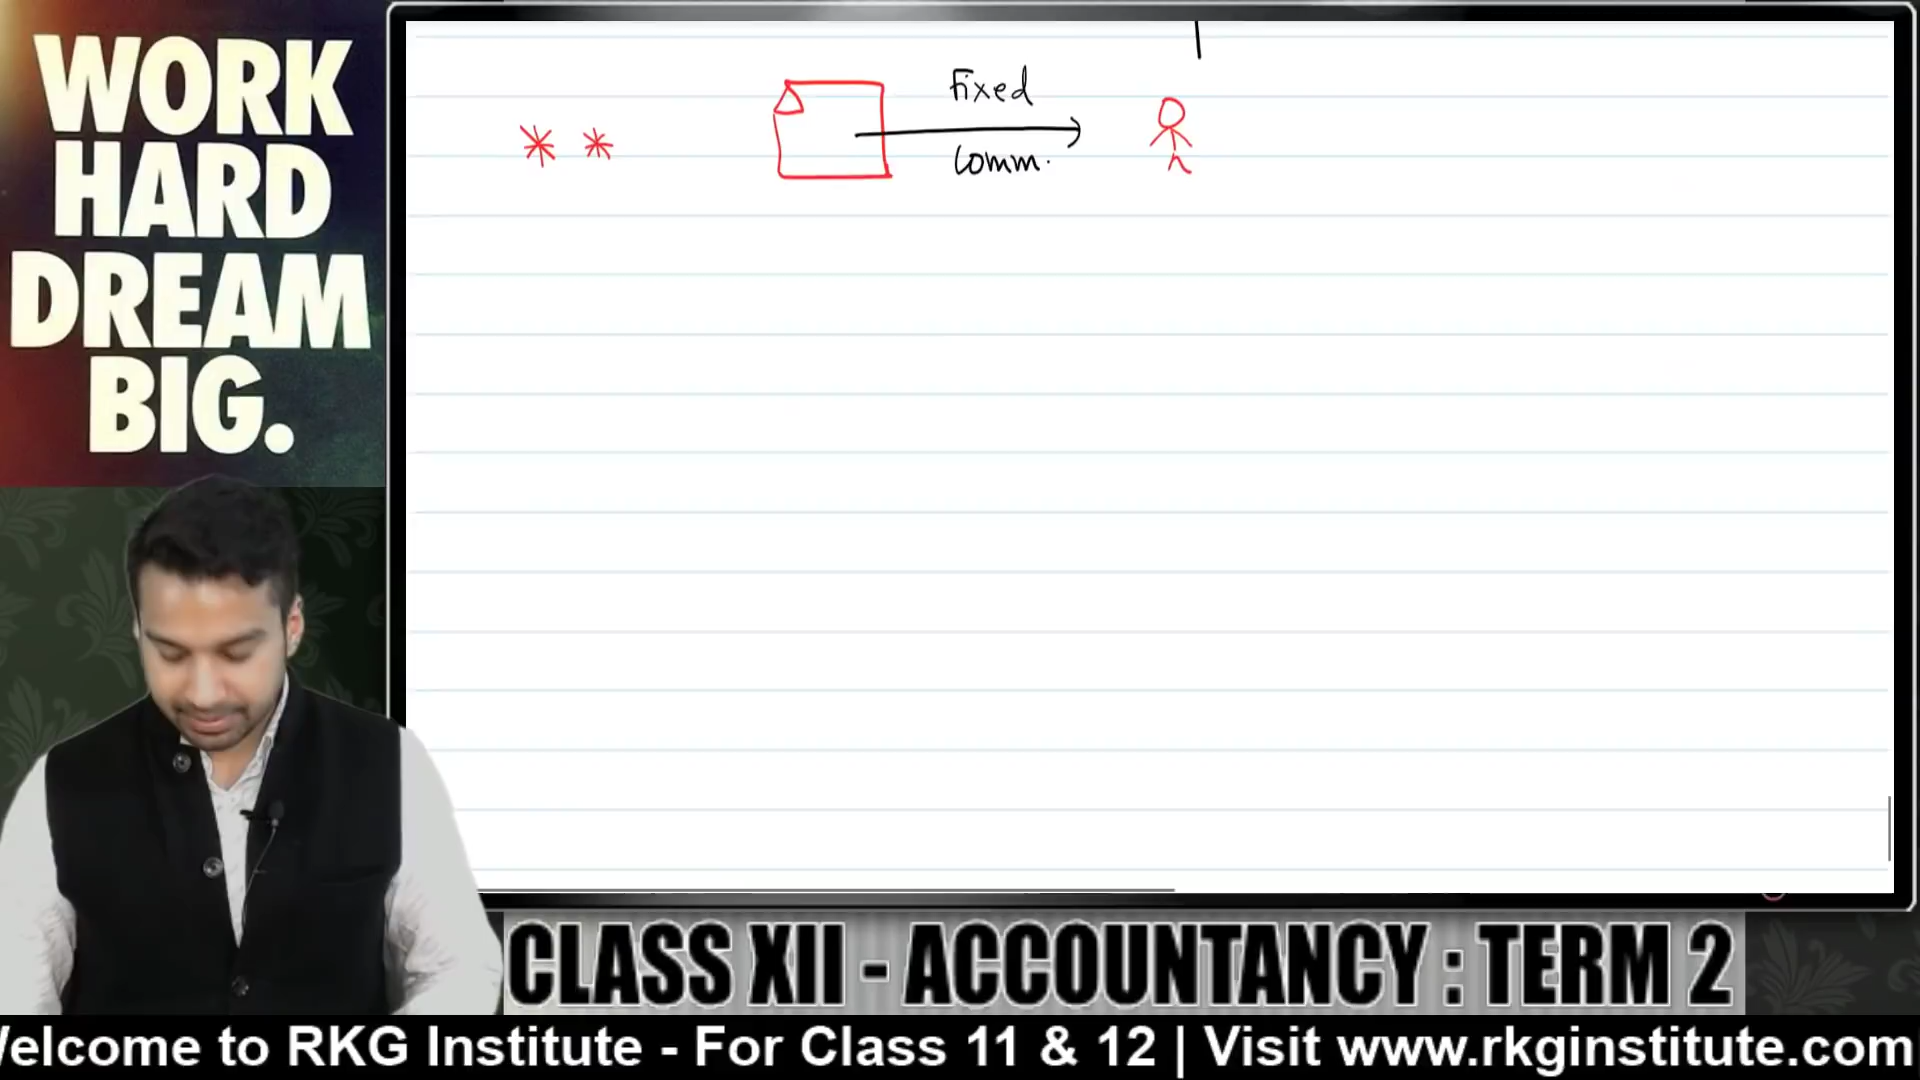 WORK
HARD
DREAM
BIG.
Fixed
Comm.
CLASS XII - ACCOUNTANCY : TERM 2
Welcome to RKG Institute - For Class 11 & 12 | Visit www.rkginstitute.com